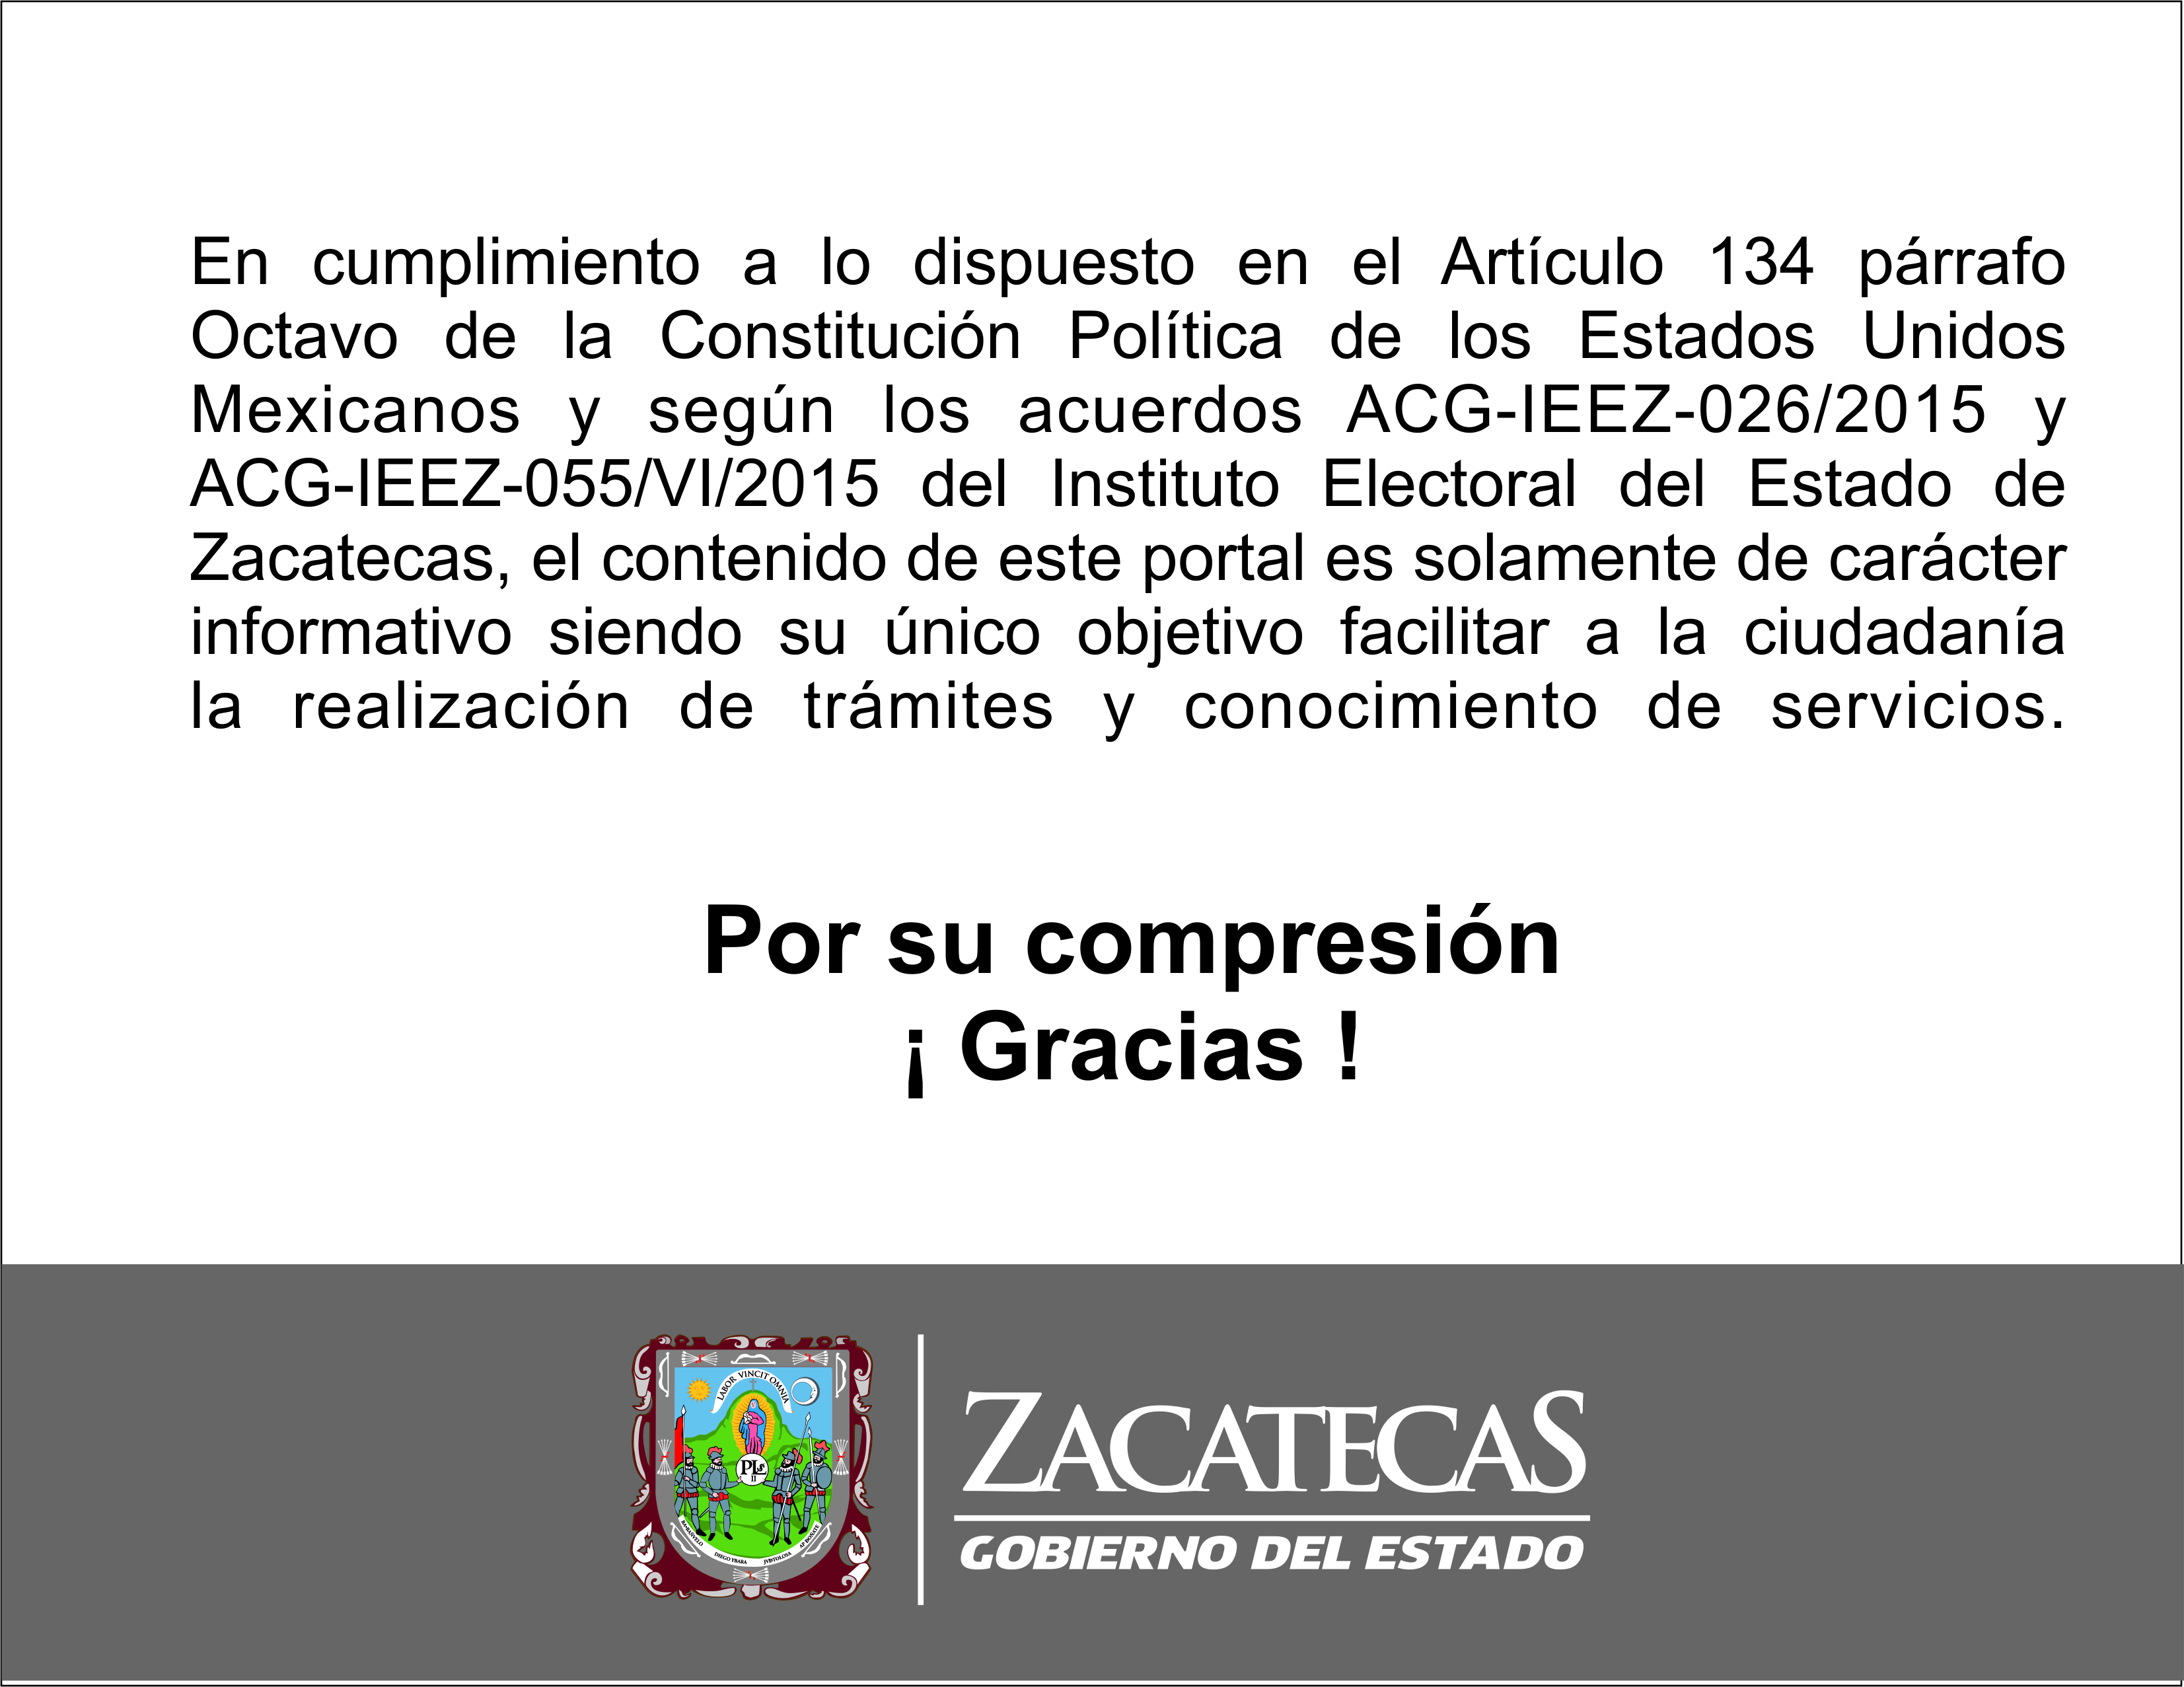 En cumplimiento a lo dispuesto en el Artículo 134 párrafo
Octavo de la Constitución Política de los Estados Unidos
Mexicanos y según los acuerdos ACG-IEEZ-026/2015 y
ACG-IEEZ-055/VI/2015 del Instituto Electoral del Estado de
Zacatecas, el contenido de este portal es solamente de carácter
informativo siendo su único objetivo facilitar a la ciudadanía
la realización de trámites y conocimiento de servicios.
Por su compresión
¡ Gracias !
LABOR VINCIT OMNIA
PLS
II
DIEGO YBARA
ZACATECAS
GOBIERNO DEL ESTADO